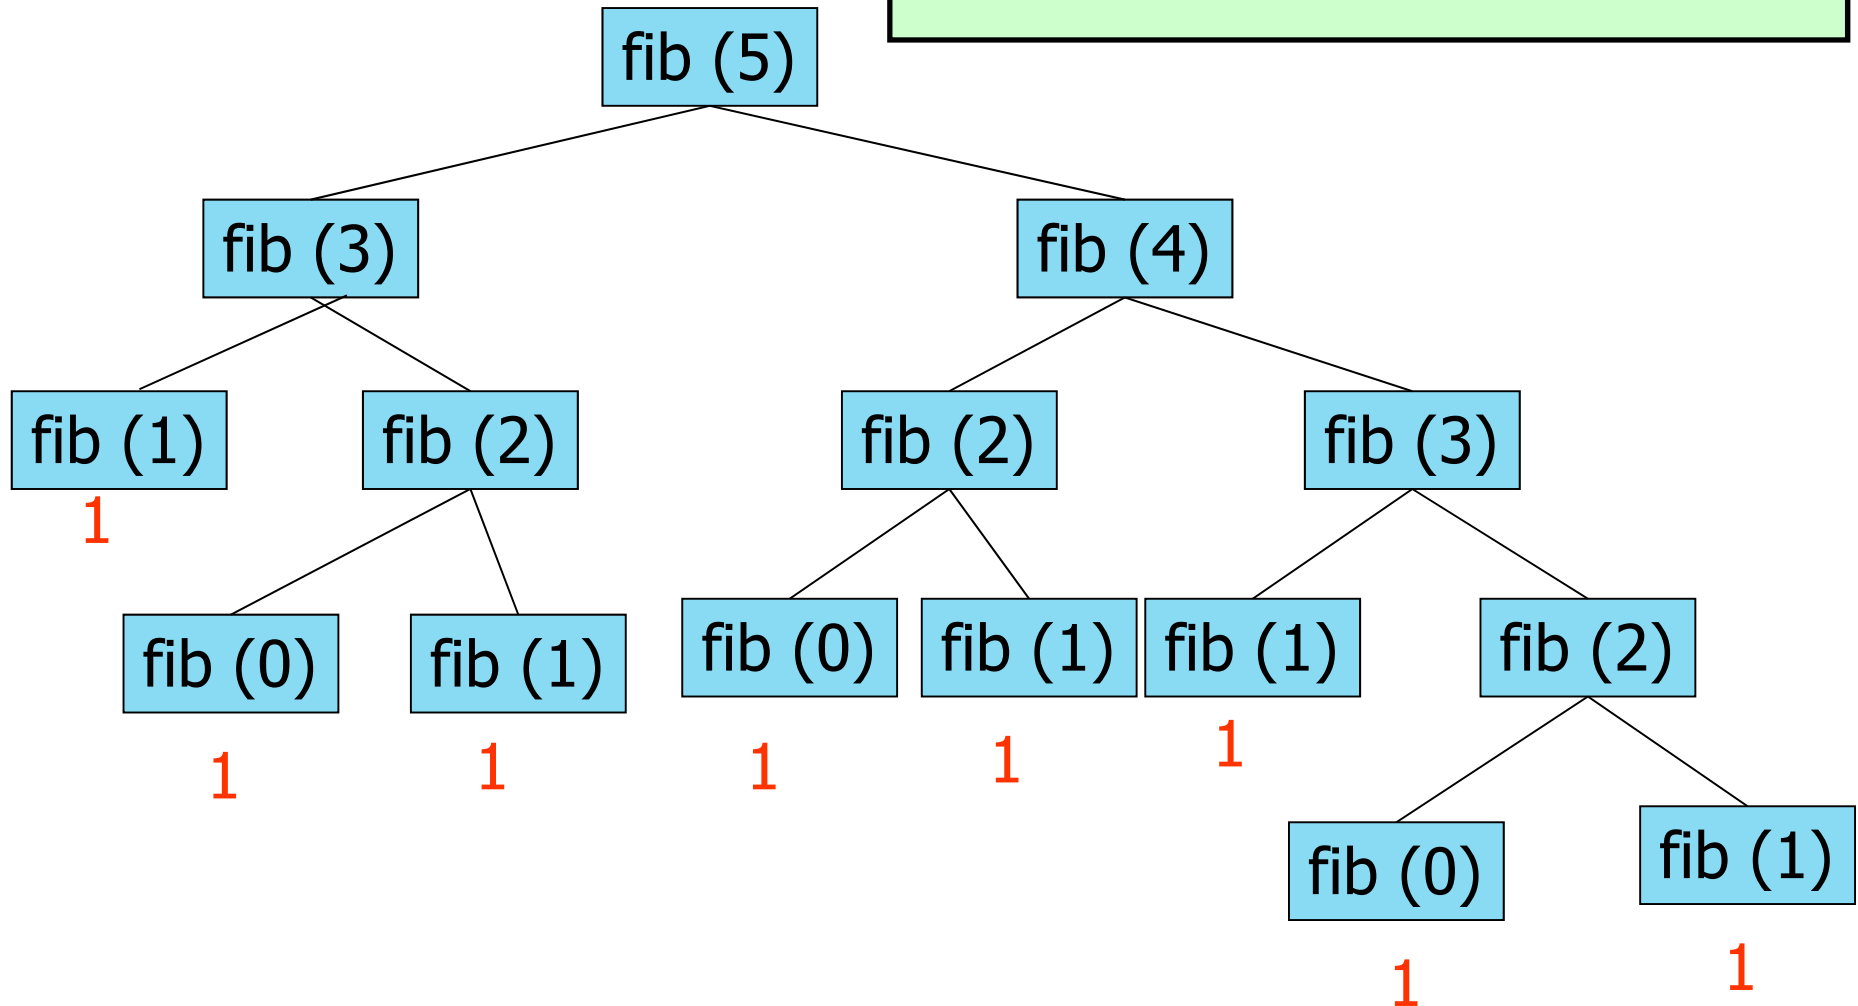 fib (5)
fib (3)
fib (4)
fib (1)
fib (2)
fib (2)
fib (3)
1
fib (0)
fib (1)
fib (0)
fib (1)
fib (1)
fib (2)
1
1
1
1
1
fib (0)
fib (1)
1
1